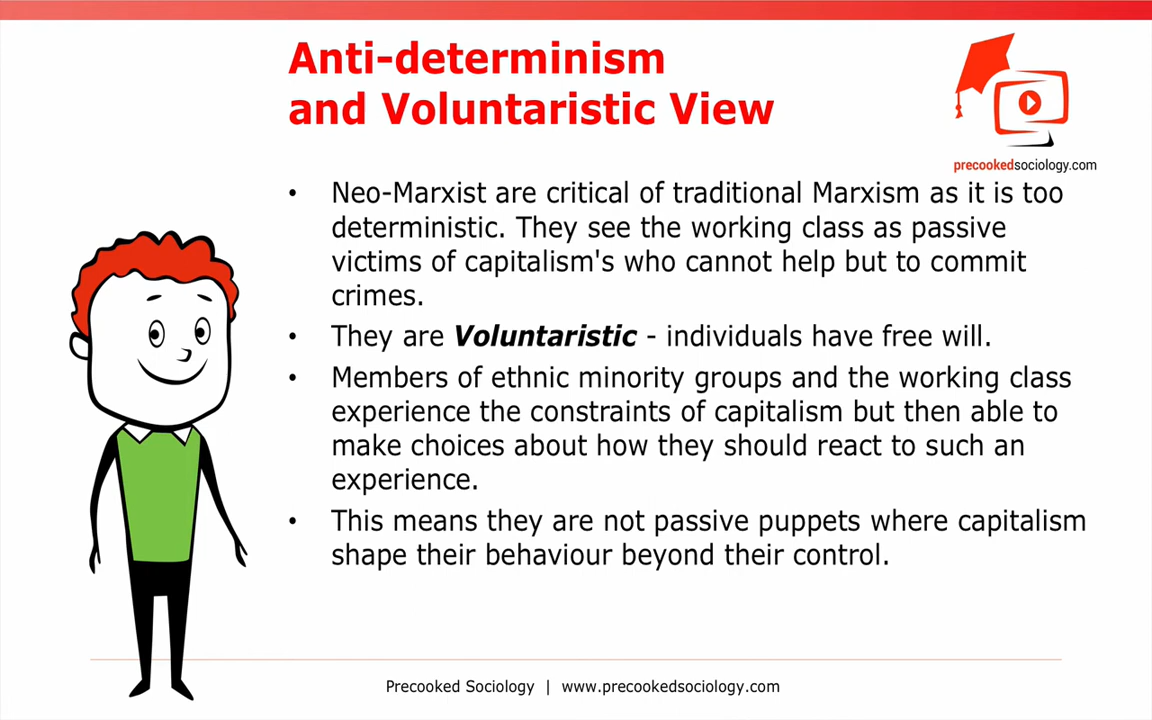 Anti-determinism
and Voluntaristic View
precookedsociology.com
• Neo-Marxist are critical of traditional Marxism as it is too
deterministic. They see the working class as passive
victims of capitalism's who cannot help but to commit
crimes.
• They are Voluntaristic - individuals have free will.
• Members of ethnic minority groups and the working class
experience the constraints of capitalism but then able to
make choices about how they should react to such an
experience.
• This means they are not passive puppets where capitalism
shape their behaviour beyond their control.
Precooked Sociology | www.precookedsociology.com